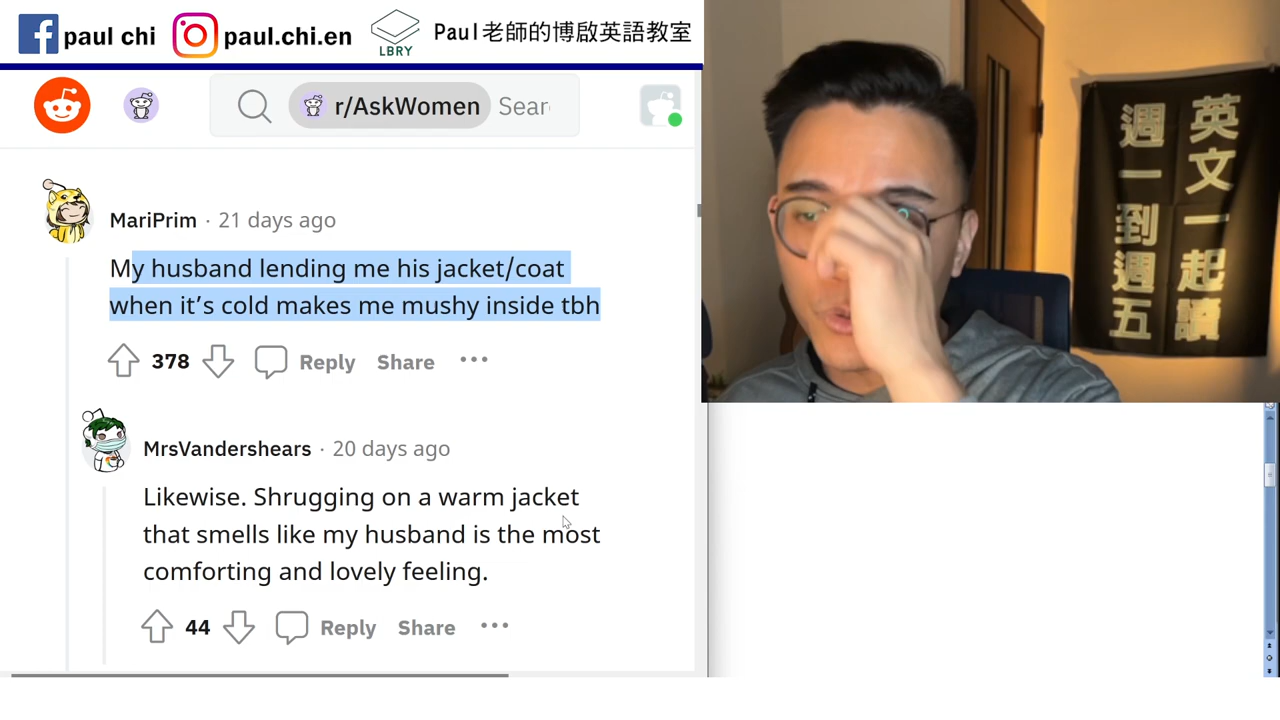 paul chi
paul.chi.en
LBRY
Paul老師的博啟英語教室
r/AskWomen
Sear
MariPrim · 21 days ago
My husband lending me his jacket/coat
when it’s cold makes me mushy inside tbh
378
Reply
Share
MrsVandershears · 20 days ago
Likewise. Shrugging on a warm jacket
that smells like my husband is the most
comforting and lovely feeling.
44
Reply
Share
英文一起讀
週一到週五